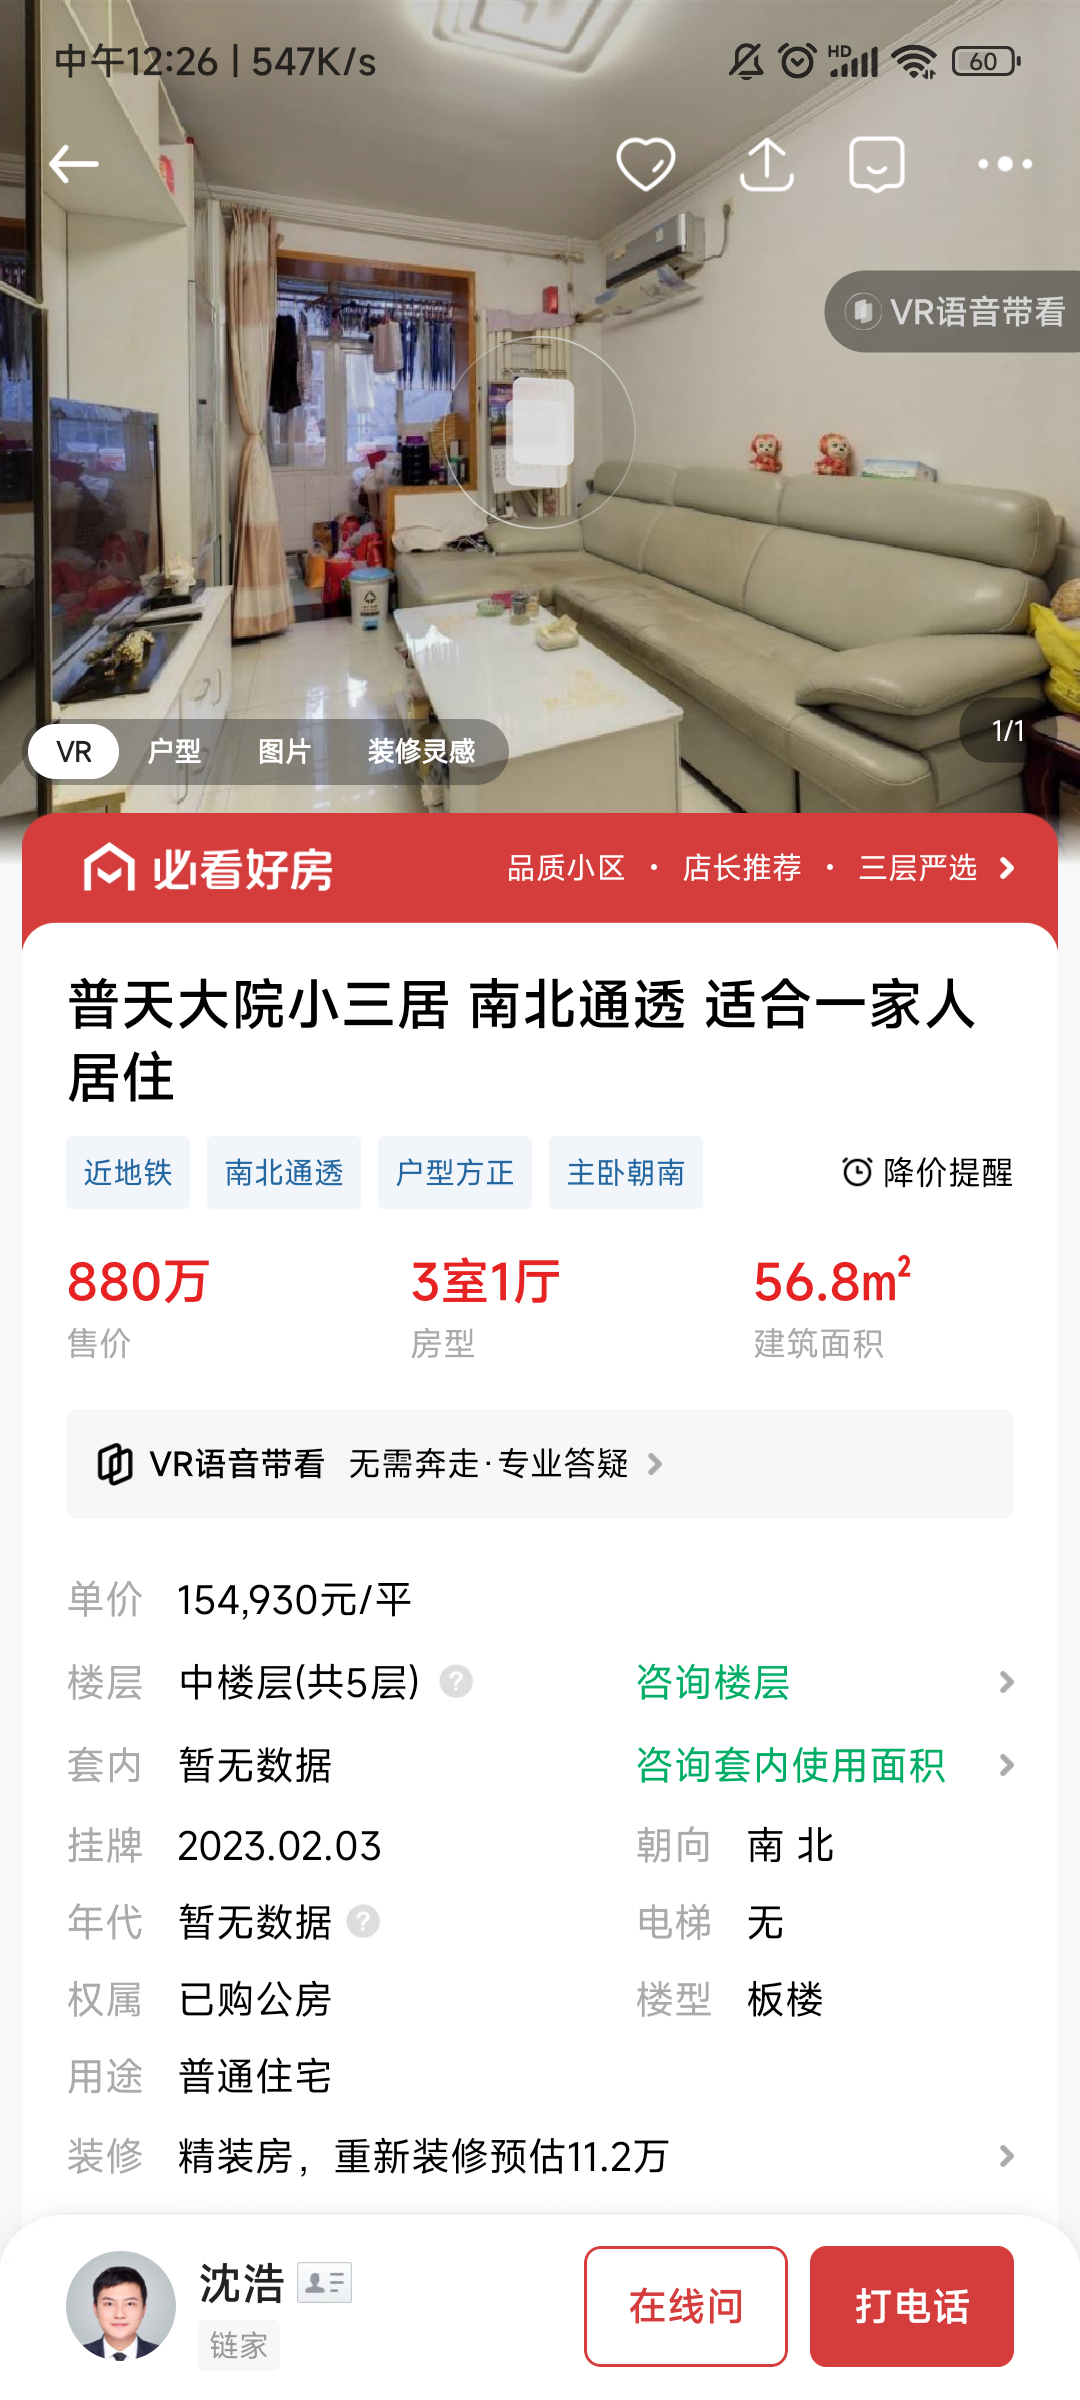 中午12:26 | 547K/s
HD
60
VR语音带看
VR
户型
图片
装修灵感
1/1
必看好房
品质小区 · 店长推荐 · 三层严选
普天大院小三居 南北通透 适合一家人
居住
近地铁
南北通透
户型方正
主卧朝南
降价提醒
880万
3室1厅
56.8m²
售价
房型
建筑面积
VR语音带看 无需奔走·专业答疑
单价 154,930元/平
楼层 中楼层(共5层) ? 咨询楼层
套内 暂无数据 咨询套内使用面积
挂牌 2023.02.03 朝向 南 北
年代 暂无数据 ? 电梯 无
权属 已购公房 楼型 板楼
用途 普通住宅
装修 精装房，重新装修预估11.2万
沈浩
链家
在线问
打电话